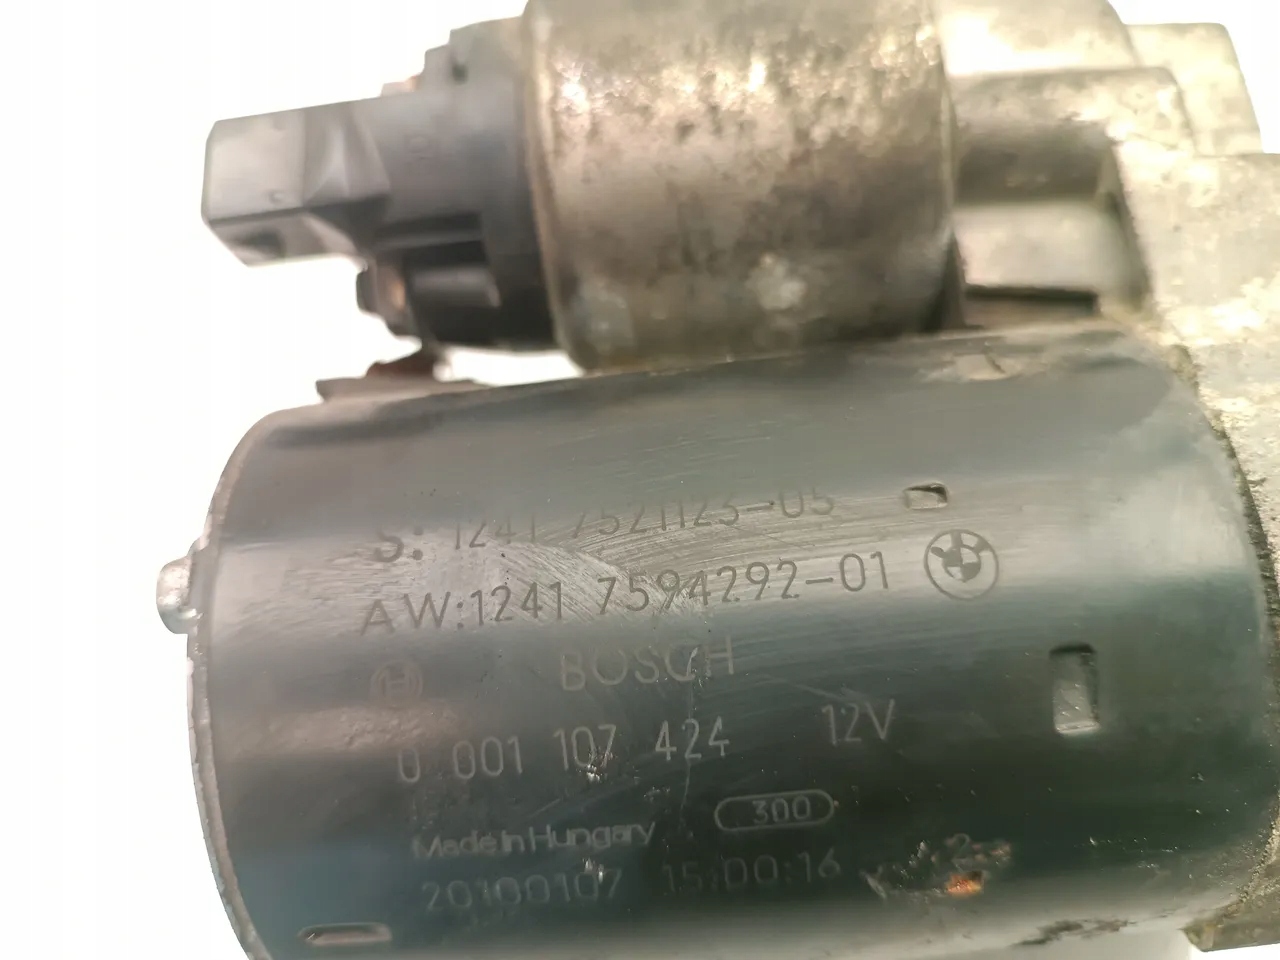 S: 1241 7521123-05
AW:1241 7594292-01
BOSCH
0 001 107 424 12V
300
Made in Hungary
20100107 15:00:16
2